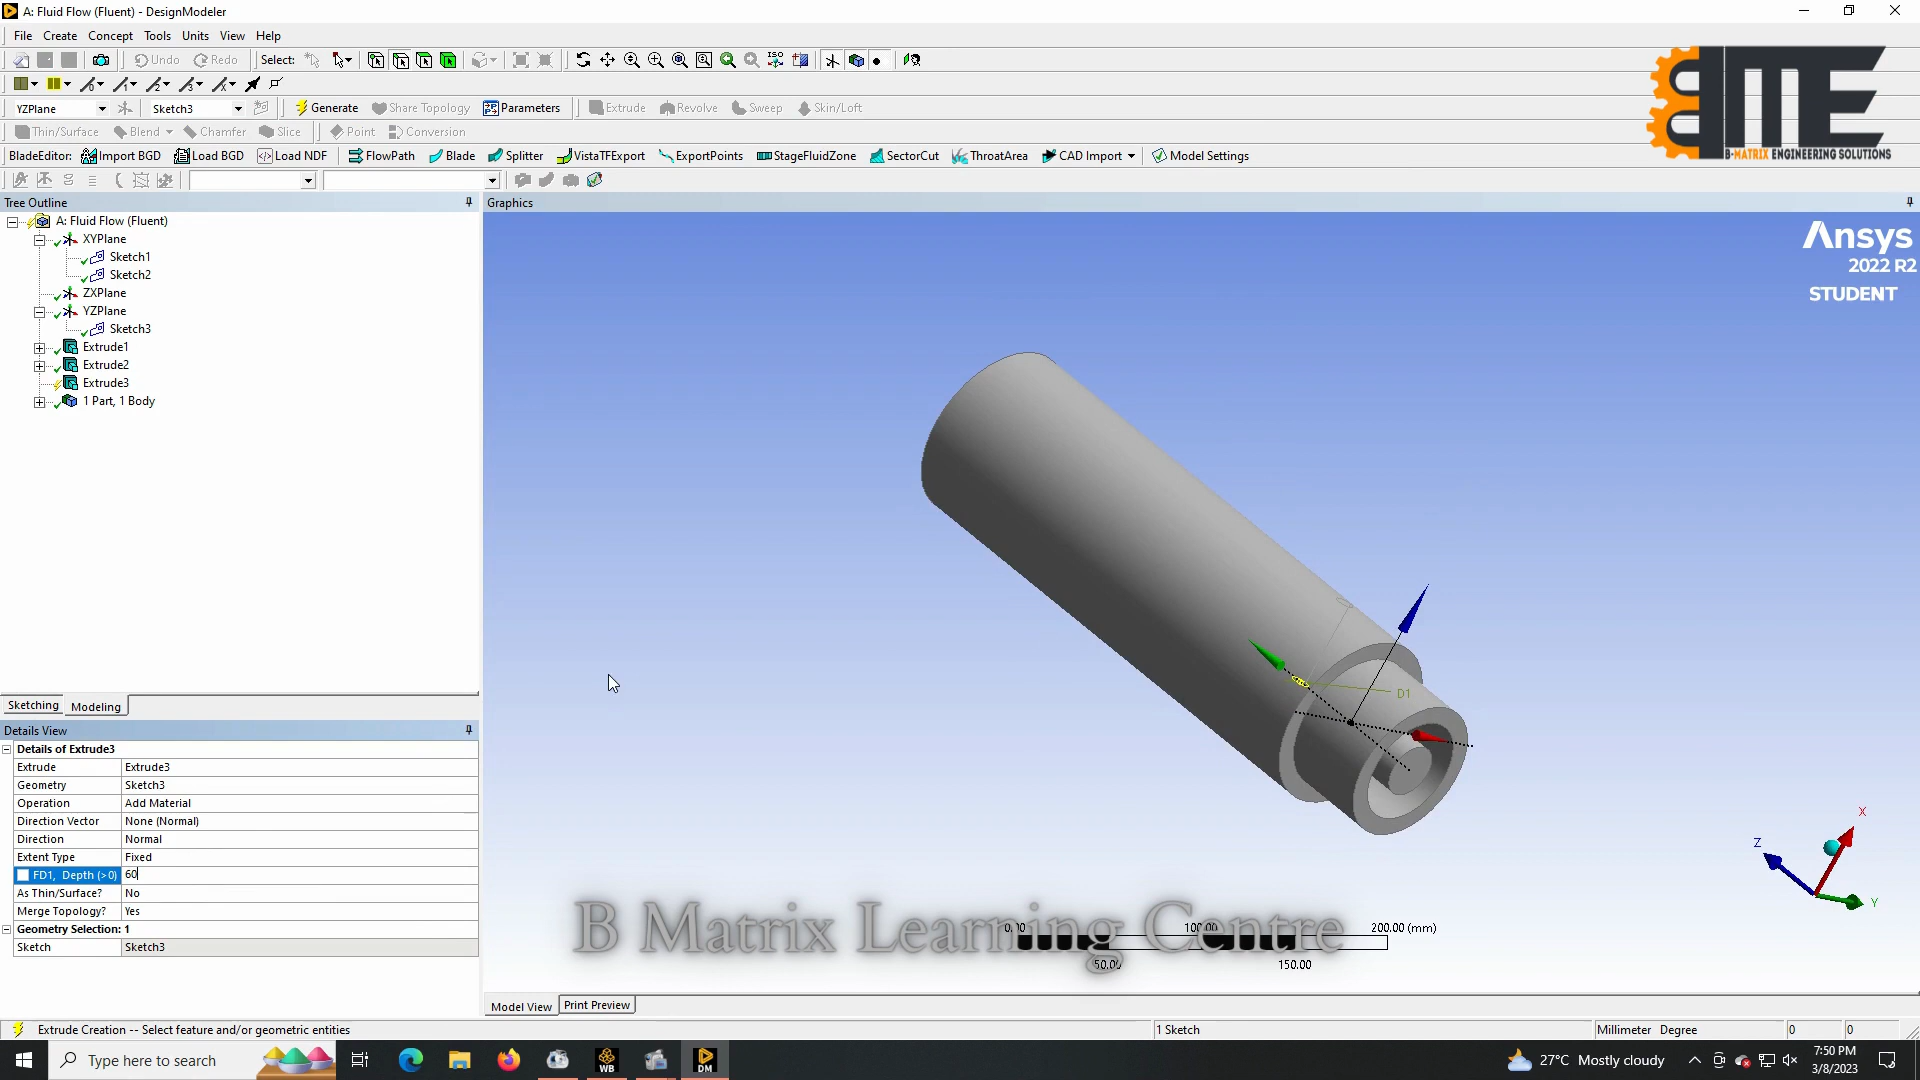 A: Fluid Flow (Fluent) - DesignModeler
File Create Concept Tools Units View Help
Undo Redo Select:
YZPlane Sketch3 Generate Share Topology Parameters Extrude Revolve Sweep Skin/Loft
Thin/Surface Blend Chamfer Slice Point Conversion
BladeEditor: Import BGD Load BGD Load NDF FlowPath Blade Splitter VistaTFExport ExportPoints StageFluidZone SectorCut ThroatArea CAD Import Model Settings
BME
B-MATRIX ENGINEERING SOLUTIONS
Tree Outline
A: Fluid Flow (Fluent)
XYPlane
Sketch1
Sketch2
ZXPlane
YZPlane
Sketch3
Extrude1
Extrude2
Extrude3
1 Part, 1 Body
Sketching Modeling
Details View
Details of Extrude3
Extrude Extrude3
Geometry Sketch3
Operation Add Material
Direction Vector None (Normal)
Direction Normal
Extent Type Fixed
FD1, Depth (>0) 60
As Thin/Surface? No
Merge Topology? Yes
Geometry Selection: 1
Sketch Sketch3
Graphics
Ansys
2022 R2
STUDENT
D1
X
Z
Y
B Matrix Learning Centre
0.00 100.00 200.00 (mm)
50.00 150.00
Model View Print Preview
Extrude Creation -- Select feature and/or geometric entities 1 Sketch Millimeter Degree 0 0
Type here to search WB DM 27°C Mostly cloudy 7:50 PM
3/8/2023